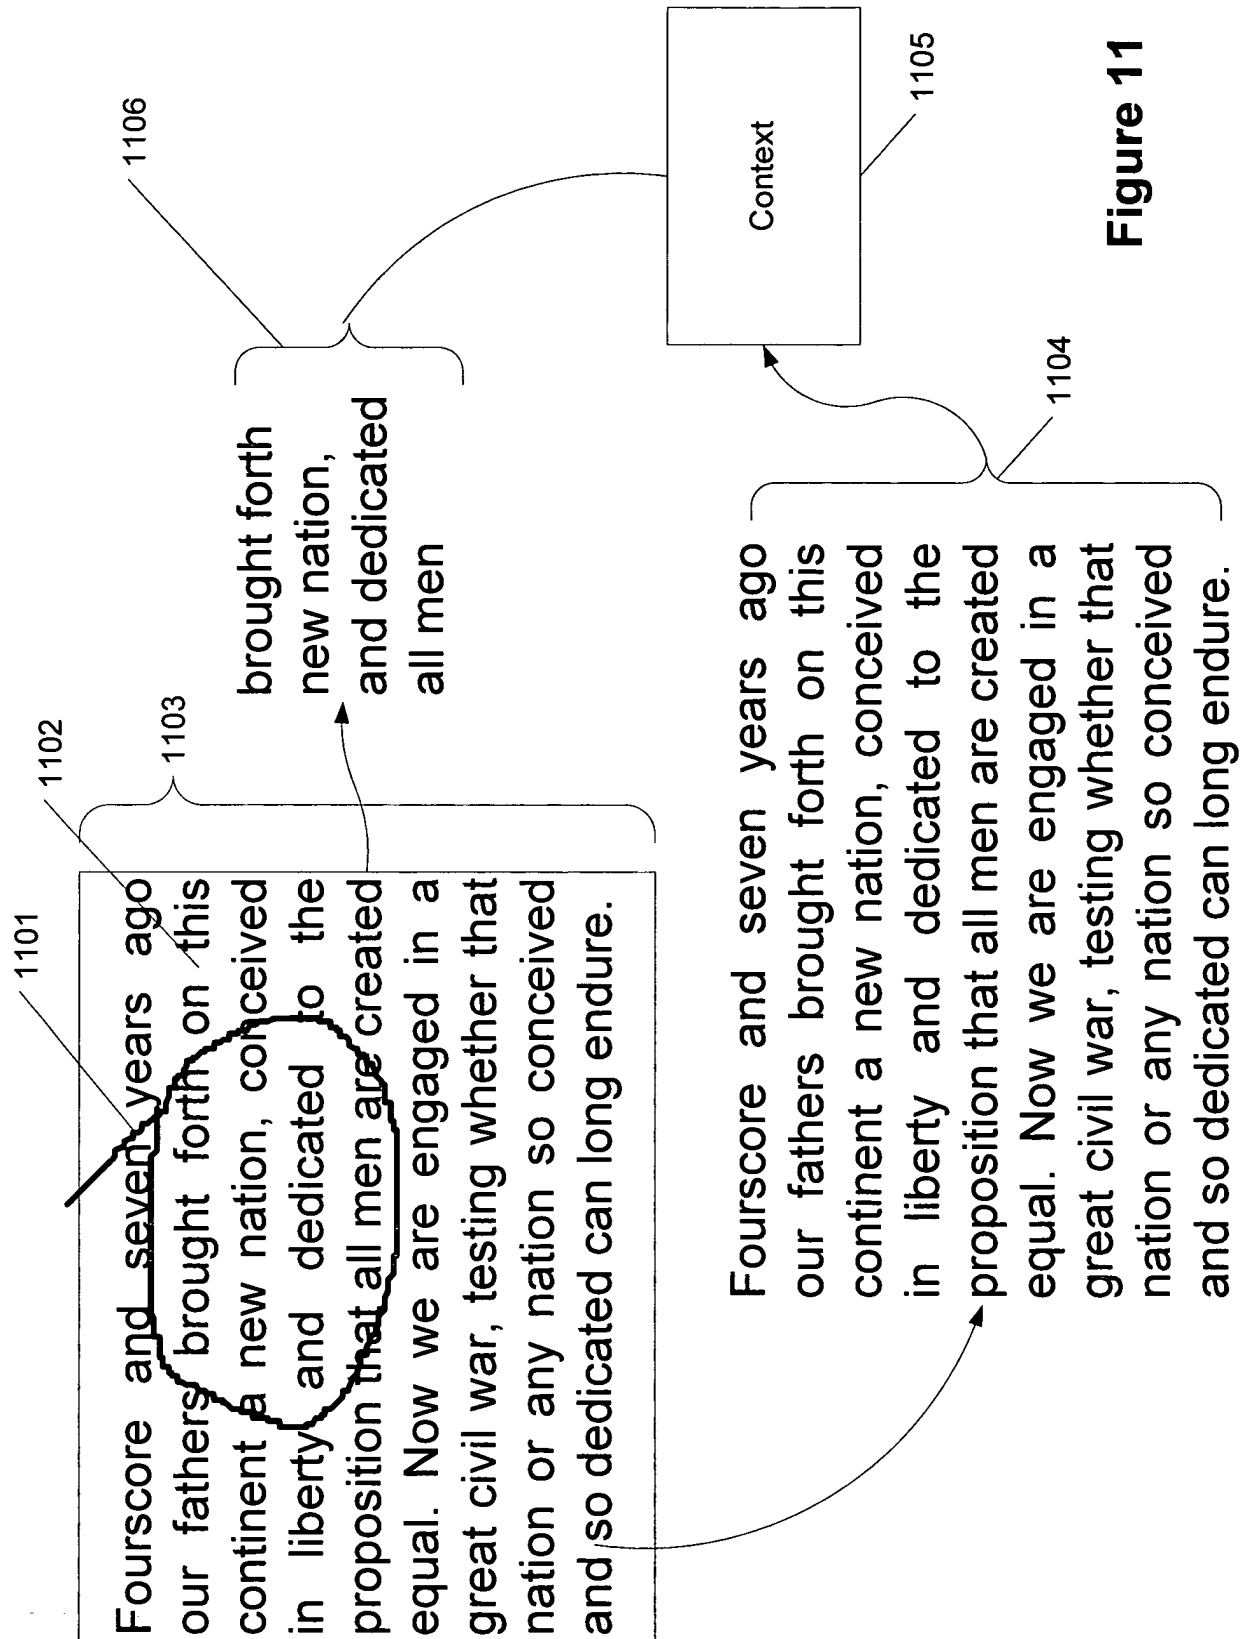 1101
1102
1103
Fourscore and seven years ago
our fathers brought forth on this
continent a new nation, conceived
in liberty and dedicated to the
proposition that all men are created
equal. Now we are engaged in a
great civil war, testing whether that
nation or any nation so conceived
and so dedicated can long endure.
1106
brought forth
new nation,
and dedicated
all men
Context
1105
Fourscore and seven years ago
our fathers brought forth on this
continent a new nation, conceived
in liberty and dedicated to the
proposition that all men are created
equal. Now we are engaged in a
great civil war, testing whether that
nation or any nation so conceived
and so dedicated can long endure.
1104
Figure 11